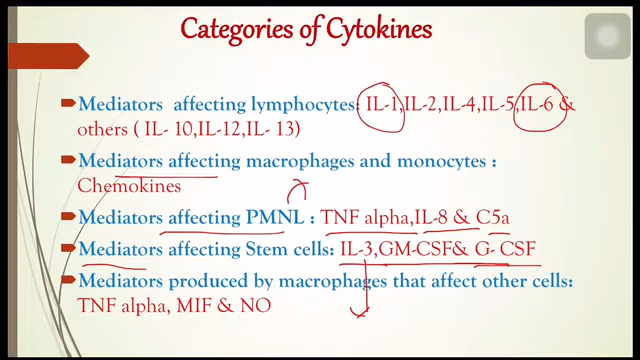 Categories of Cytokines
Mediators affecting lymphocytes: IL-1,IL-2,IL-4,IL-5,IL-6 &
others ( IL- 10,IL-12,IL- 13)
Mediators affecting macrophages and monocytes :
Chemokines
Mediators affecting PMNL : TNF alpha,IL-8 & C5a
Mediators affecting Stem cells: IL-3,GM-CSF& G- CSF
Mediators produced by macrophages that affect other cells:
TNF alpha, MIF & NO